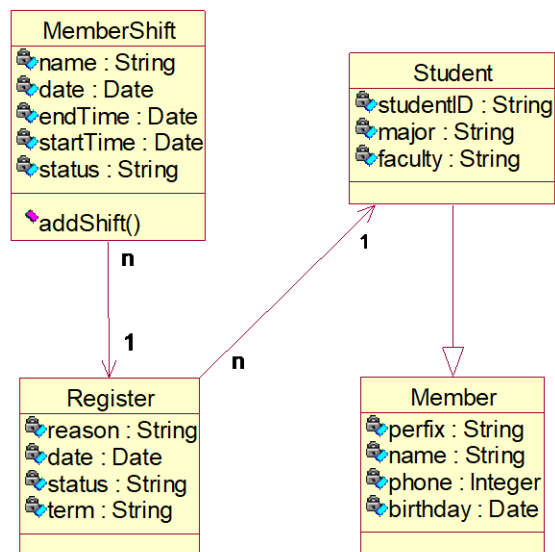 MemberShift
name : String
date : Date
endTime : Date
startTime : Date
status : String
addShift()
n
1
Student
studentID : String
major : String
faculty : String
1
n
Register
reason : String
date : Date
status : String
term : String
Member
perfix : String
name : String
phone : Integer
birthday : Date